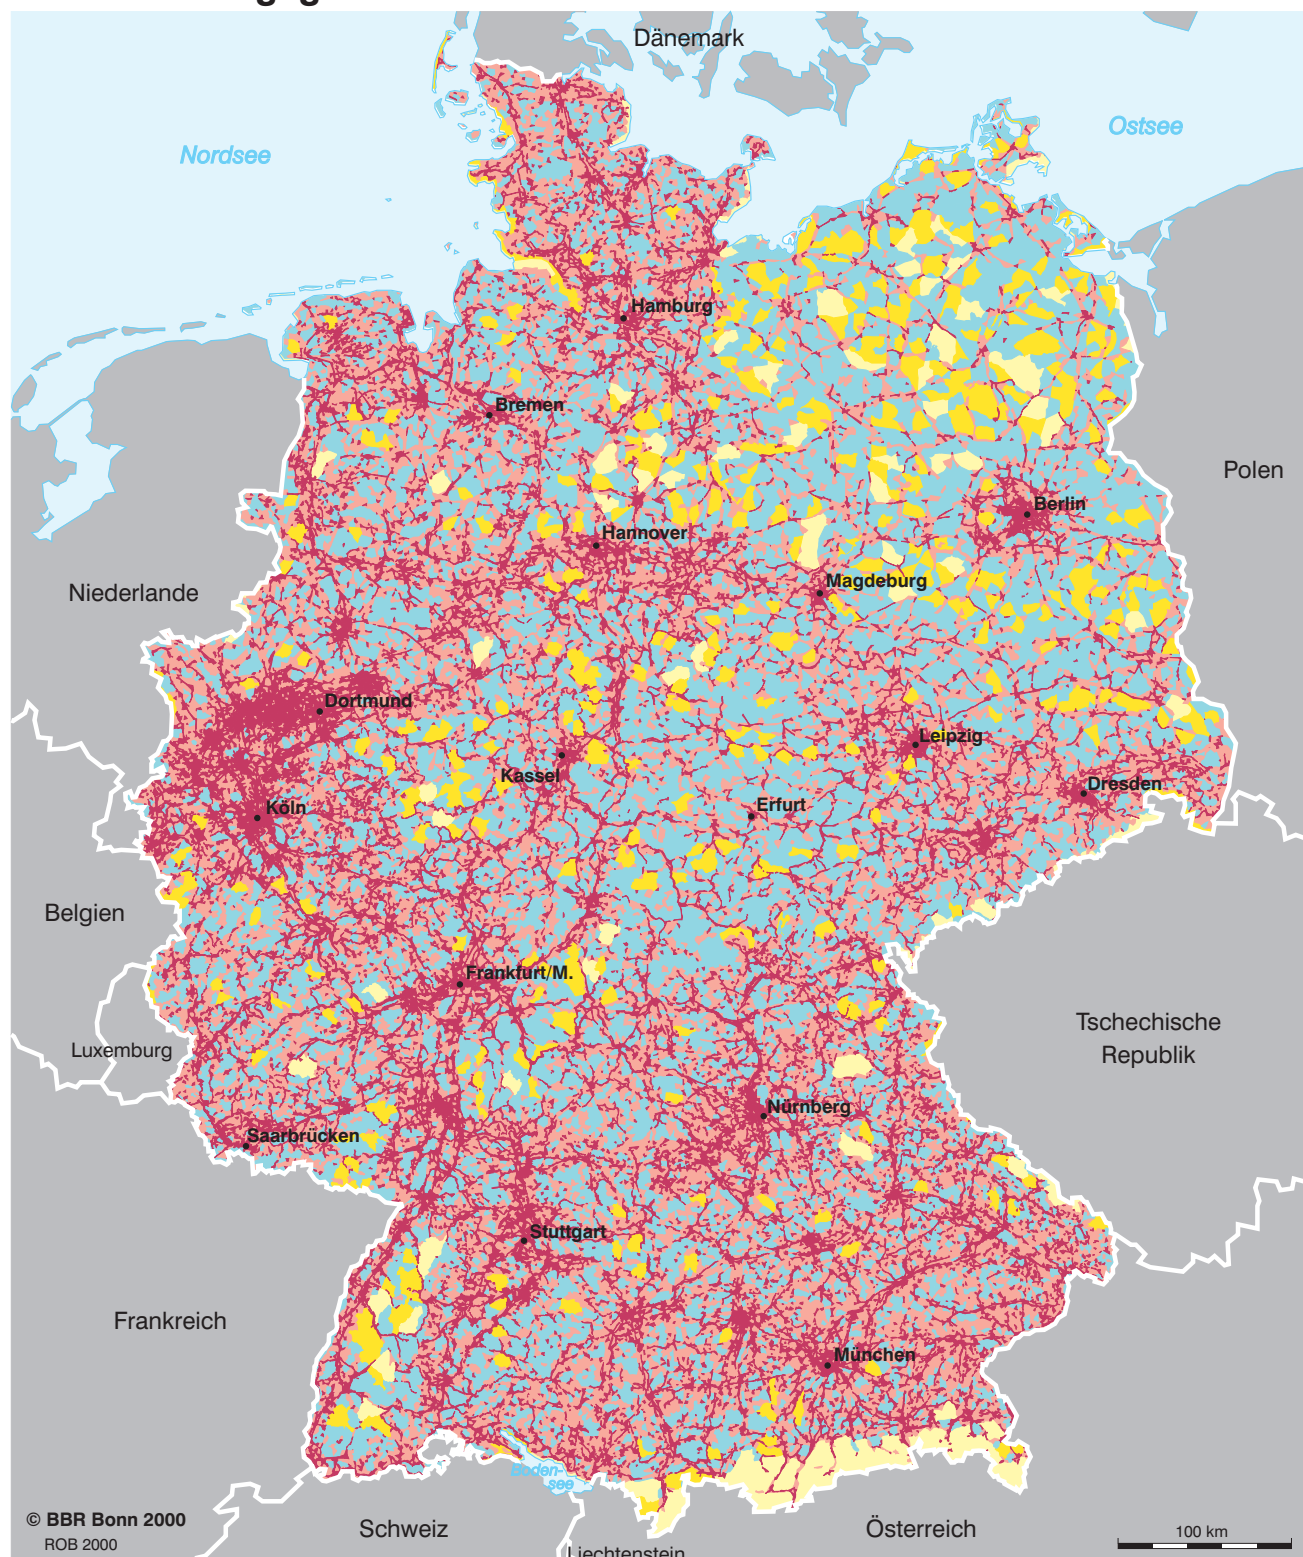 Dänemark
Ostsee
Nordsee
Hamburg
Bremen
Polen
Berlin
Hannover
Magdeburg
Niederlande
Dortmund
Leipzig
Kassel
Dresden
Köln
Erfurt
Belgien
Frankfurt/M.
Tschechische
Republik
Luxemburg
Nürnberg
Saarbrücken
Stuttgart
Frankreich
München
Boden-
see
© BBR Bonn 2000
ROB 2000
Schweiz
Österreich
100 km
Liechtenstein